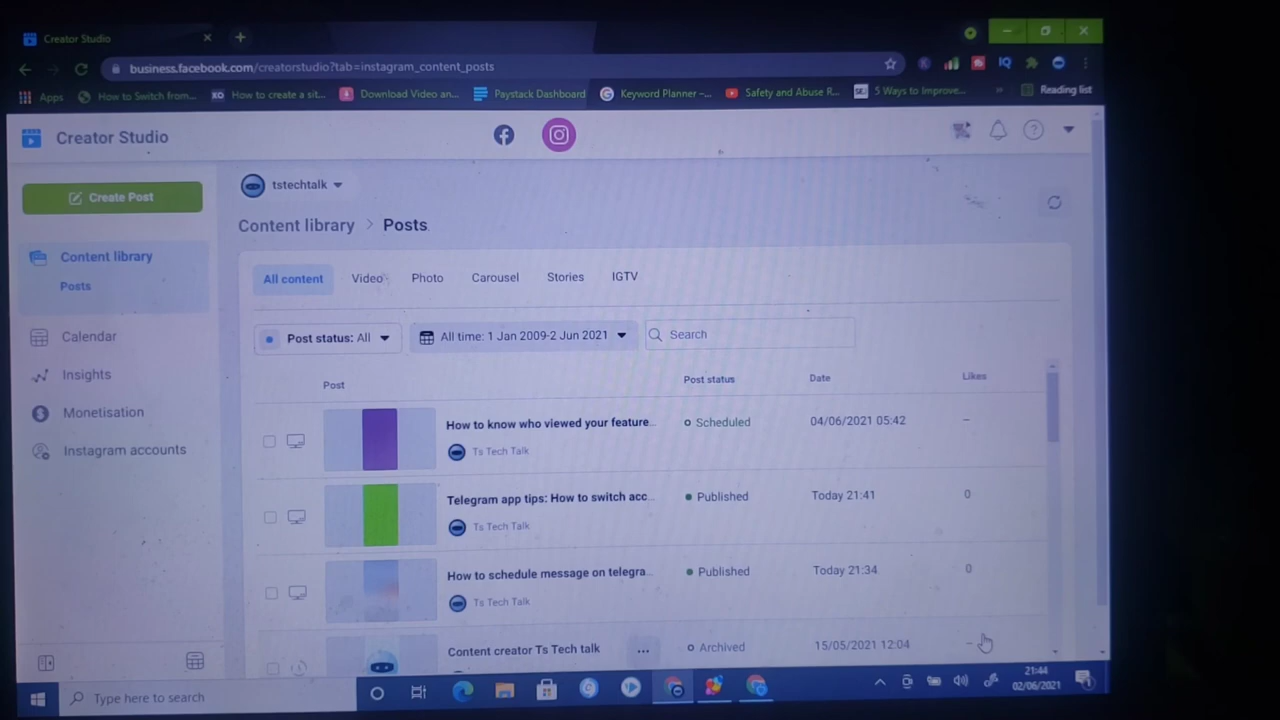 Creator Studio
business.facebook.com/creatorstudio?tab=instagram_content_posts
Apps How to Switch from... How to create a sit... Download Video an... Paystack Dashboard Keyword Planner –... Safety and Abuse R... 5 Ways to Improve... » Reading list
Creator Studio
Create Post
tstechtalk
Content library > Posts
Content library
Posts
Calendar
Insights
Monetisation
Instagram accounts
All content Video Photo Carousel Stories IGTV
Post status: All All time: 1 Jan 2009-2 Jun 2021 Search
Post Post status Date Likes
How to know who viewed your feature... Scheduled 04/06/2021 05:42 –
Ts Tech Talk
Telegram app tips: How to switch acc... Published Today 21:41 0
Ts Tech Talk
How to schedule message on telegra... Published Today 21:34 0
Ts Tech Talk
Content creator Ts Tech talk ... Archived 15/05/2021 12:04 –
Type here to search
21:44
02/06/2021